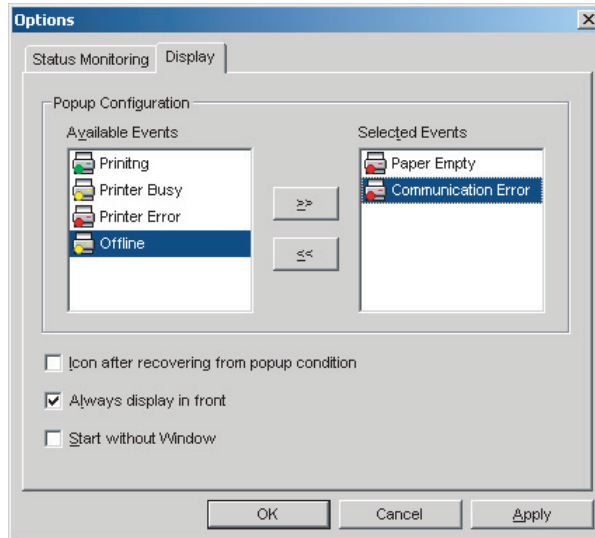 Options
Status Monitoring
Display
Popup Configuration
Available Events
Prinitng
Printer Busy
Printer Error
Offline
>>
<<
Selected Events
Paper Empty
Communication Error
Icon after recovering from popup condition
Always display in front
Start without Window
OK
Cancel
Apply